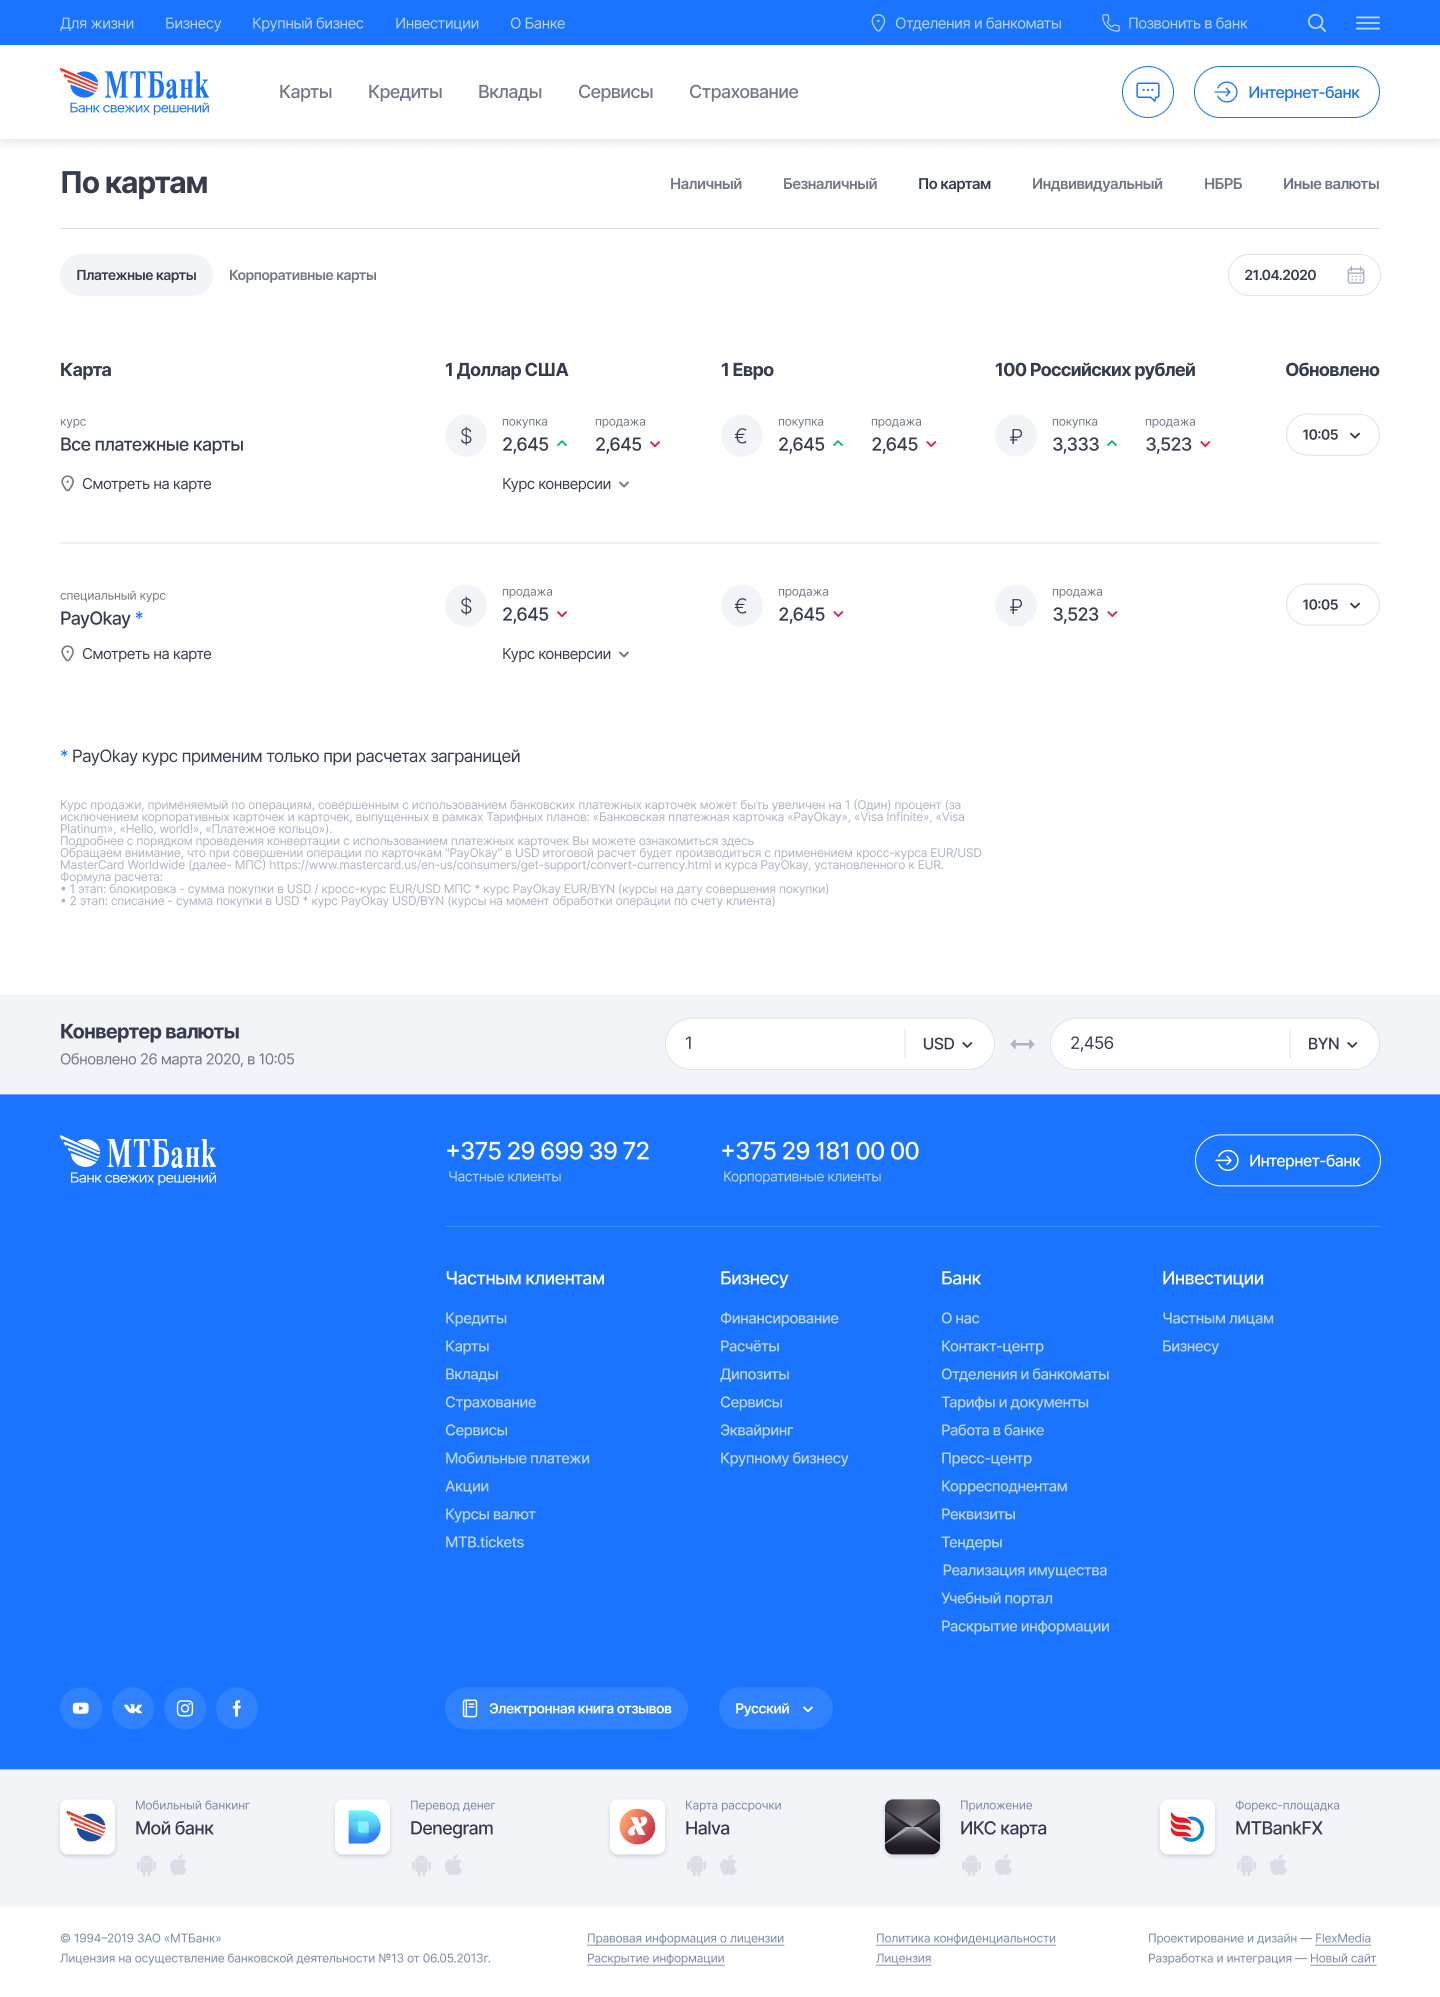 Для жизни Бизнесу Крупный бизнес Инвестиции О Банке Отделения и банкоматы Позвонить в банк
МТБанк
Банк свежих решений
Карты Кредиты Вклады Сервисы Страхование Интернет-банк
По картам Наличный Безналичный По картам Индвивидуальный НБРБ Иные валюты
Платежные карты Корпоративные карты 21.04.2020
Карта 1 Доллар США 1 Евро 100 Российских рублей Обновлено
курс $ покупка продажа € покупка продажа ₽ покупка продажа
Все платежные карты 2,645 2,645 2,645 2,645 3,333 3,523 10:05
Смотреть на карте Курс конверсии
специальный курс $ продажа € продажа ₽ продажа
PayOkay * 2,645 2,645 3,523 10:05
Смотреть на карте Курс конверсии
* PayOkay курс применим только при расчетах заграницей
Курс продажи, применяемый по операциям, совершенным с использованием банковских платежных карточек может быть увеличен на 1 (Один) процент (за
исключением корпоративных карточек и карточек, выпущенных в рамках Тарифных планов: «Банковская платежная карточка «PayOkay», «Visa Infinite», «Visa
Platinum», «Hello, world!», «Платежное кольцо»).
Подробнее с порядком проведения конвертации с использованием платежных карточек Вы можете ознакомиться здесь
Обращаем внимание, что при совершении операции по карточкам "PayOkay" в USD итоговой расчет будет производиться с применением кросс-курса EUR/USD
MasterCard Worldwide (далее- МПС) https://www.mastercard.us/en-us/consumers/get-support/convert-currency.html и курса PayOkay, установленного к EUR.
Формула расчета:
• 1 этап: блокировка - сумма покупки в USD / кросс-курс EUR/USD МПС * курс PayOkay EUR/BYN (курсы на дату совершения покупки)
• 2 этап: списание - сумма покупки в USD * курс PayOkay USD/BYN (курсы на момент обработки операции по счету клиента)
Конвертер валюты
Обновлено 26 марта 2020, в 10:05
1 USD 2,456 BYN
МТБанк
Банк свежих решений
+375 29 699 39 72 +375 29 181 00 00
Частные клиенты Корпоративные клиенты
Интернет-банк
Частным клиентам
Кредиты
Карты
Вклады
Страхование
Сервисы
Мобильные платежи
Акции
Курсы валют
MTB.tickets
Бизнесу
Финансирование
Расчёты
Дипозиты
Сервисы
Эквайринг
Крупному бизнесу
Банк
О нас
Контакт-центр
Отделения и банкоматы
Тарифы и документы
Работа в банке
Пресс-центр
Корресподнентам
Реквизиты
Тендеры
Реализация имущества
Учебный портал
Раскрытие информации
Инвестиции
Частным лицам
Бизнесу
Электронная книга отзывов Русский
Мобильный банкинг
Мой банк
Перевод денег
Denegram
Карта рассрочки
Halva
Приложение
ИКС карта
Форекс-площадка
MTBankFX
© 1994–2019 ЗАО «МТБанк»
Лицензия на осуществление банковской деятельности №13 от 06.05.2013г.
Правовая информация о лицензии
Раскрытие информации
Политика конфиденциальности
Лицензия
Проектирование и дизайн — FlexMedia
Разработка и интеграция — Новый сайт